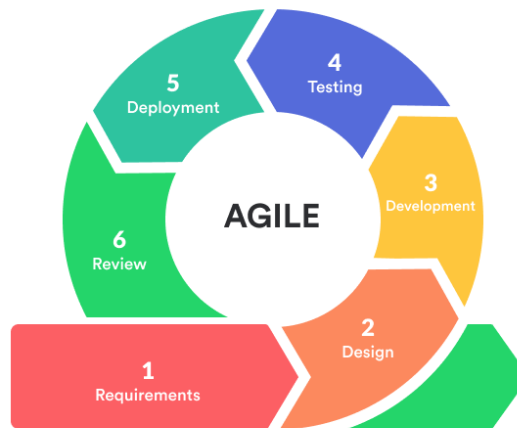 AGILE
1
Requirements
2
Design
3
Development
4
Testing
5
Deployment
6
Review